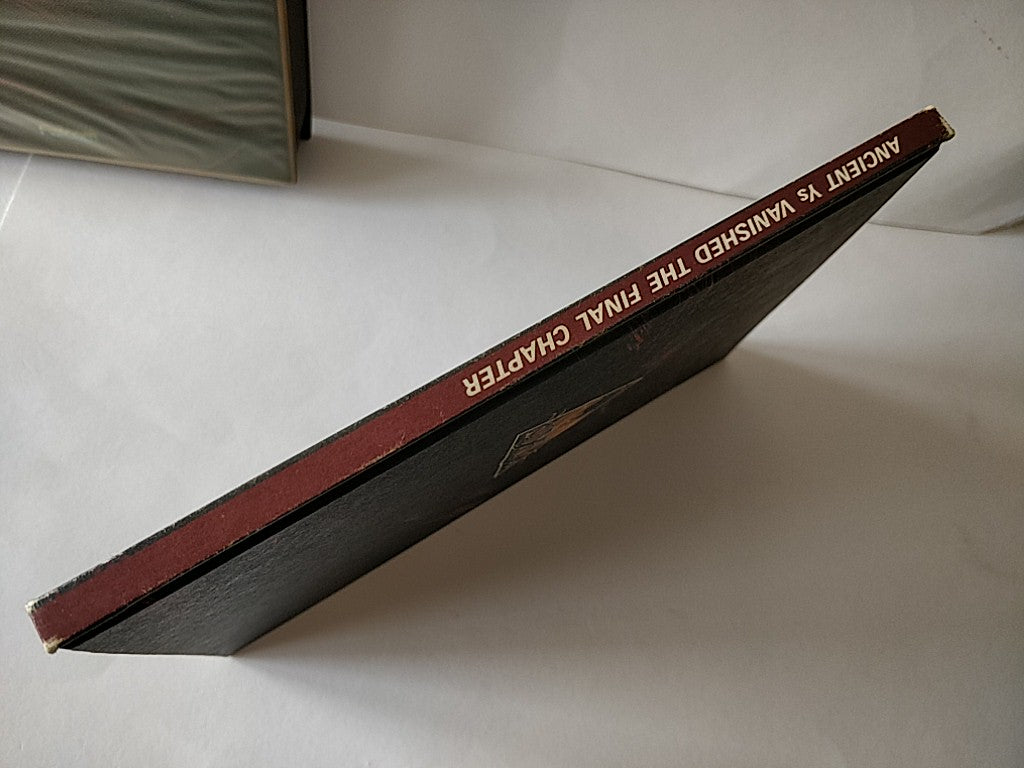 ANCIENT Ys VANISHED THE FINAL CHAPTER